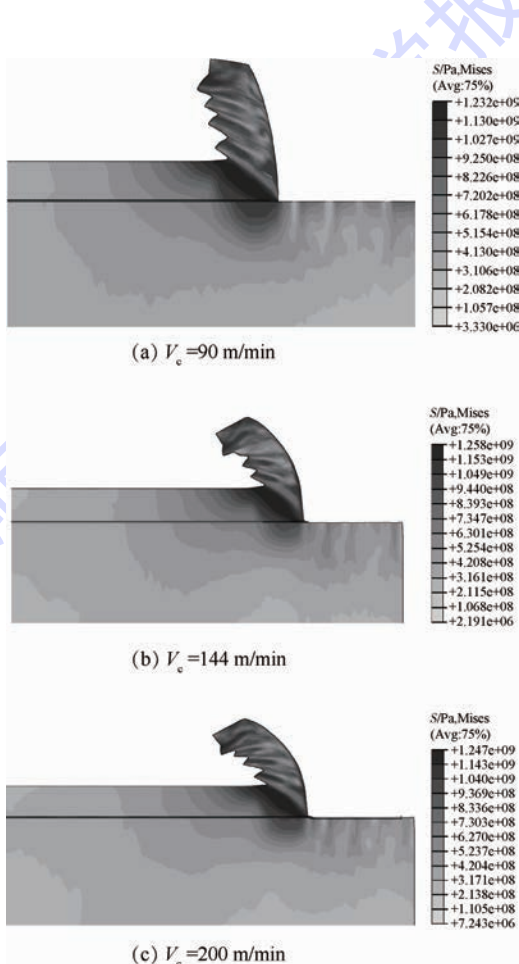 S/Pa,Mises
(Avg:75%)
+1.232e+09
+1.130e+09
+1.027e+09
+9.250e+08
+8.226e+08
+7.202e+08
+6.178e+08
+5.154e+08
+4.130e+08
+3.106e+08
+2.082e+08
+1.057e+08
+3.330e+06
(a) Vc =90 m/min
S/Pa,Mises
(Avg:75%)
+1.258e+09
+1.153e+09
+1.049e+09
+9.440e+08
+8.393e+08
+7.347e+08
+6.301e+08
+5.254e+08
+4.208e+08
+3.161e+08
+2.115e+08
+1.068e+08
+2.191e+06
(b) Vc =144 m/min
S/Pa,Mises
(Avg:75%)
+1.247e+09
+1.143e+09
+1.040e+09
+9.369e+08
+8.336e+08
+7.303e+08
+6.270e+08
+5.237e+08
+4.204e+08
+3.171e+08
+2.138e+08
+1.105e+08
+7.243e+06
(c) Vc =200 m/min